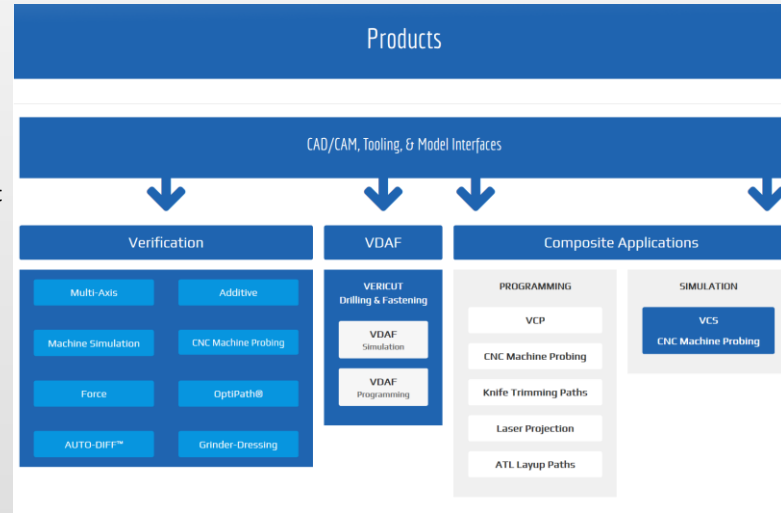 Products
CAD/CAM, Tooling, & Model Interfaces
Verification
Multi-Axis
Additive
Machine Simulation
CNC Machine Probing
Force
OptiPath®
AUTO-DIFF™
Grinder-Dressing
VDAF
VERICUT
Drilling & Fastening
VDAF
Simulation
VDAF
Programming
Composite Applications
PROGRAMMING
VCP
CNC Machine Probing
Knife Trimming Paths
Laser Projection
ATL Layup Paths
SIMULATION
VCS
CNC Machine Probing